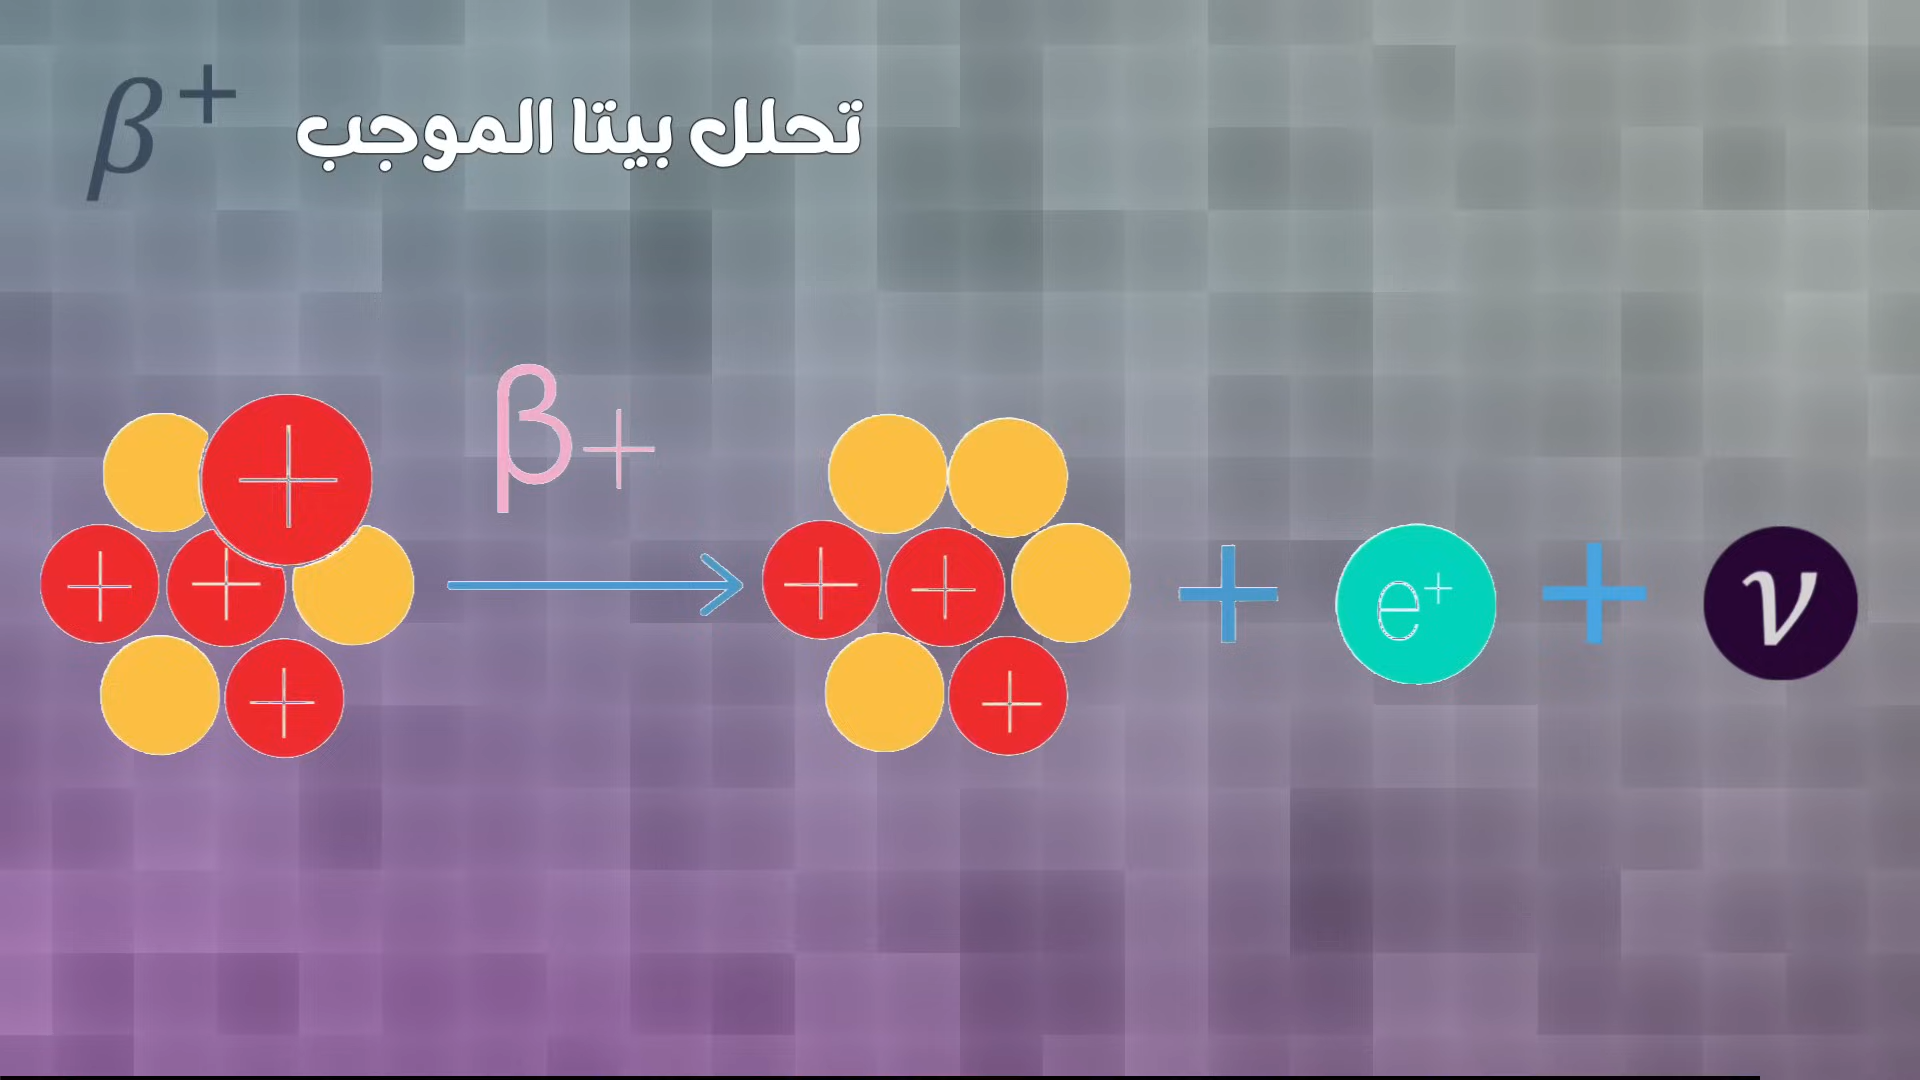 β⁺ تحلل بيتا الموجب
β+
+ + + + + + +
+ e⁺ + ν